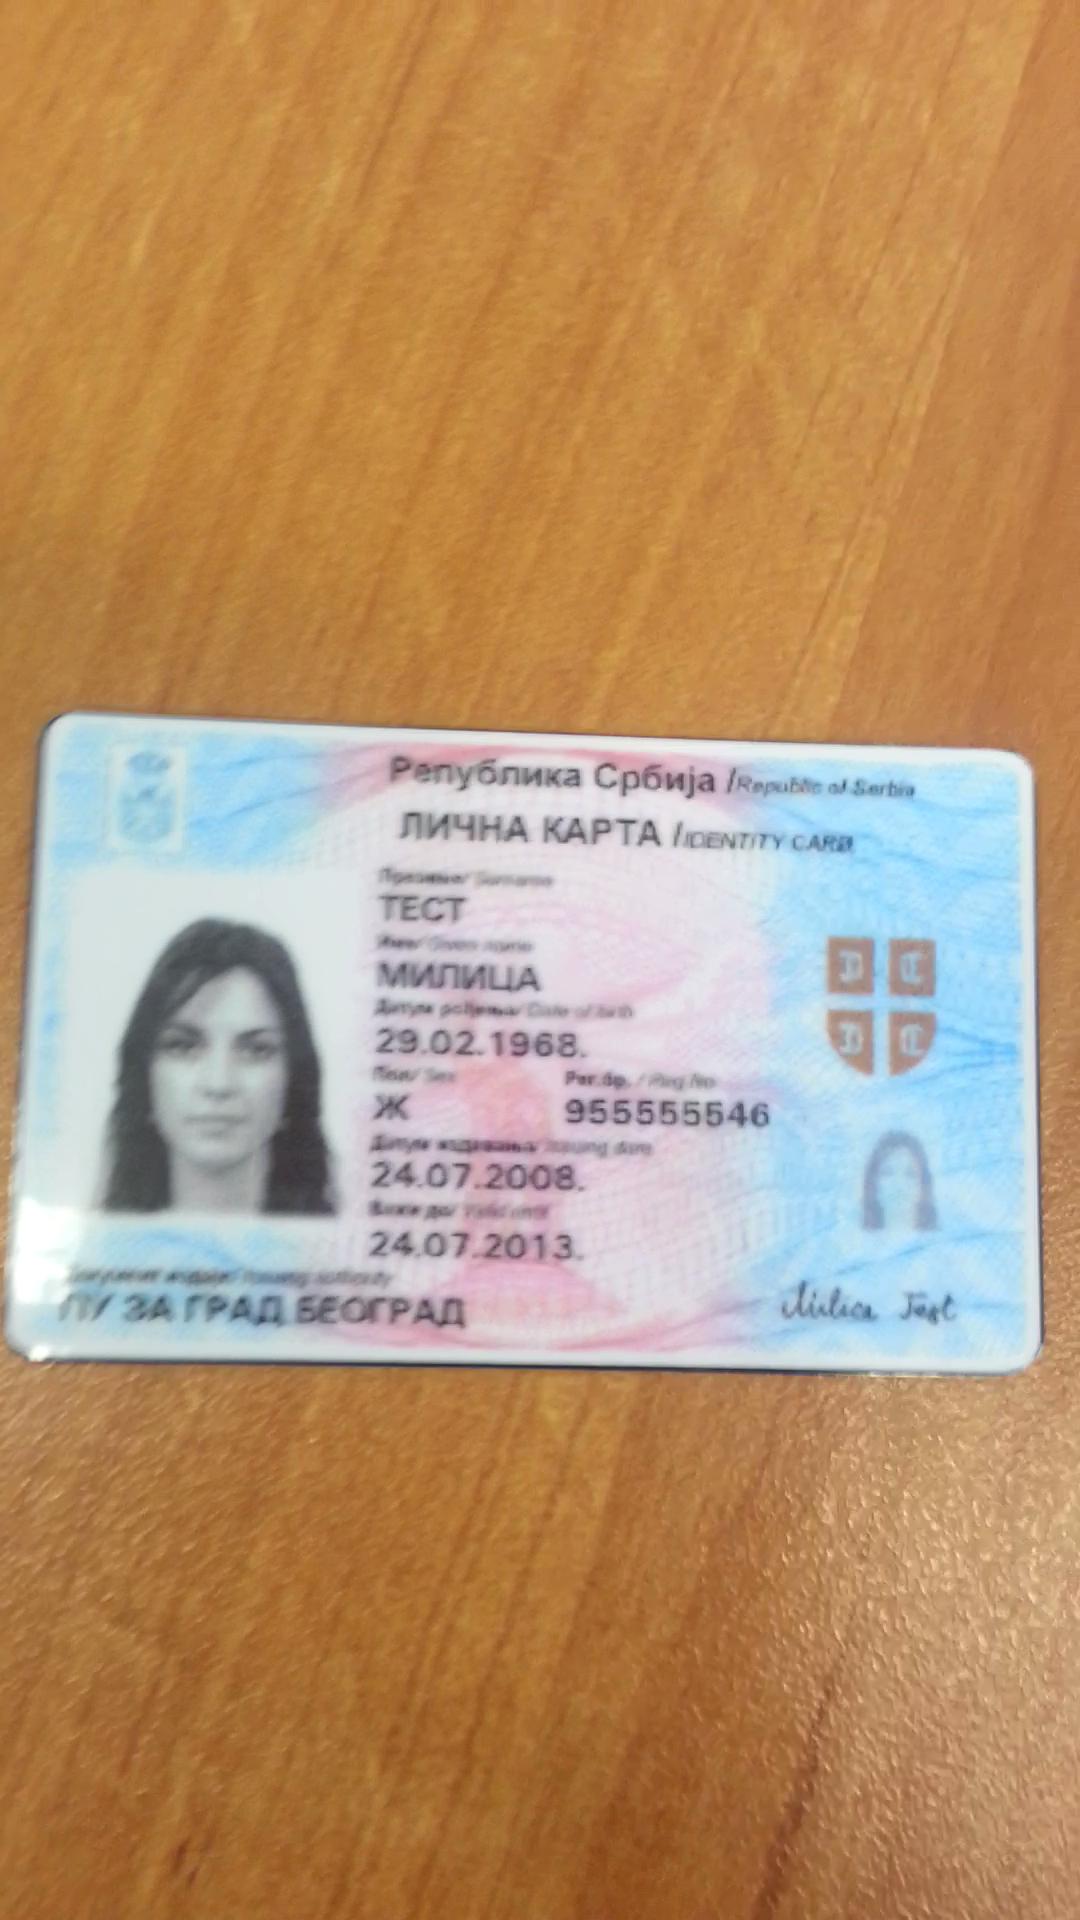 Република Србија /Republic of Serbia
ЛИЧНА КАРТА /IDENTITY CARD
Презиме/ Surname
ТЕСТ
Име/ Given name
МИЛИЦА
Датум рођења/ Date of birth
29.02.1968.
Пол/ Sex Рег.бр. / Reg.No
Ж 955555546
Датум издавања/ Issuing date
24.07.2008.
Важи до/ Valid until
24.07.2013.
Документ издаје/ Issuing authority
ПУ ЗА ГРАД БЕОГРАД
Milica Test